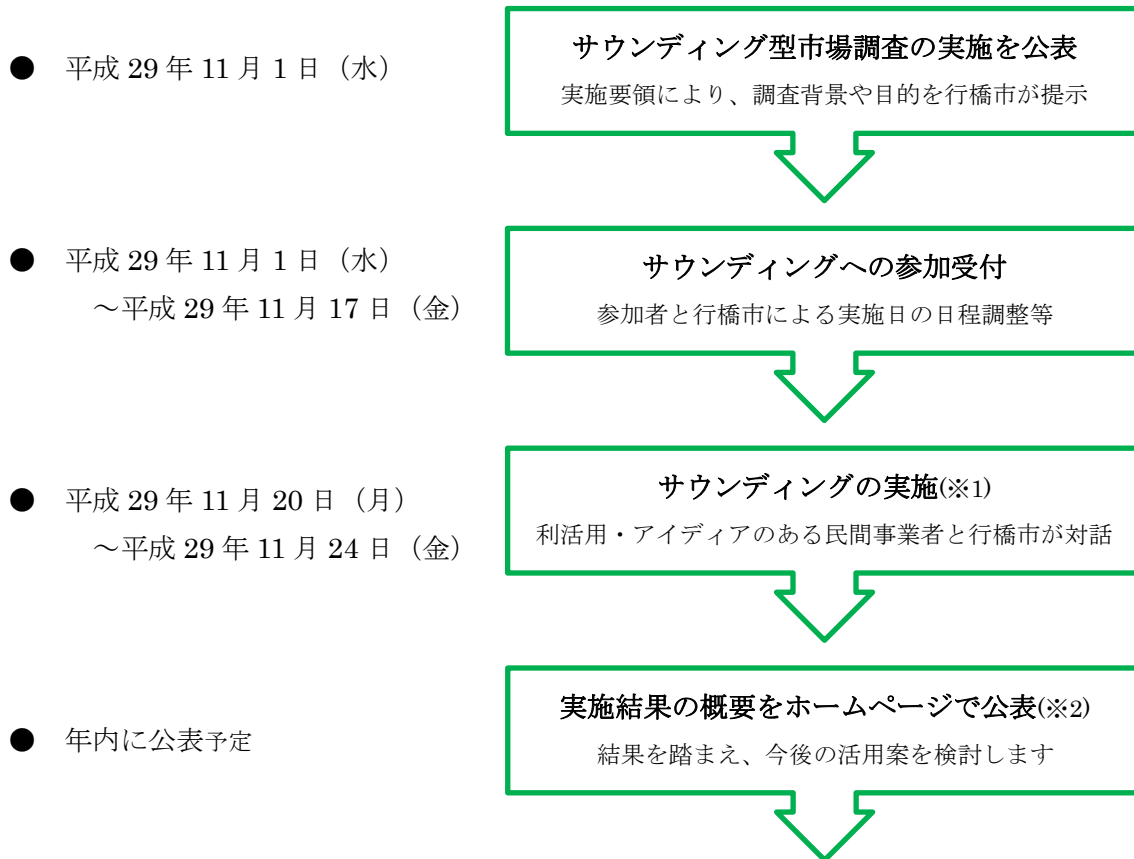 サウンディング型市場調査の実施を公表
● 平成 29 年 11 月 1 日（水）
実施要領により、調査背景や目的を行橋市が提示
● 平成 29 年 11 月 1 日（水）
サウンディングへの参加受付
～平成 29 年 11 月 17 日（金）
参加者と行橋市による実施日の日程調整等
サウンディングの実施(※1)
● 平成 29 年 11 月 20 日（月）
利活用・アイディアのある民間事業者と行橋市が対話
～平成 29 年 11 月 24 日（金）
実施結果の概要をホームページで公表(※2)
● 年内に公表予定
結果を踏まえ、今後の活用案を検討します